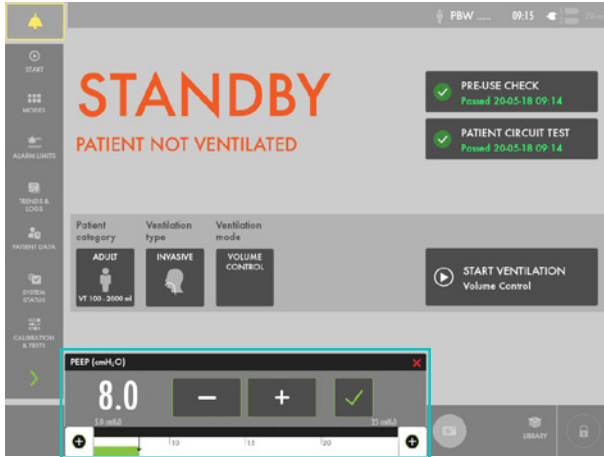 PBW ......
09:15
START
MODES
ALARM LIMITS
TRENDS &
LOGS
PATIENT DATA
SYSTEM
STATUS
CALIBRATION
& TESTS
STANDBY
PATIENT NOT VENTILATED
PRE-USE CHECK
Passed 20-05-18 09:14
PATIENT CIRCUIT TEST
Passed 20-05-18 09:14
Patient
category
Ventilation
type
Ventilation
mode
ADULT
VT 100 - 2000 ml
INVASIVE
VOLUME
CONTROL
START VENTILATION
Volume Control
PEEP (cmH₂O)
8.0
5.0 cmH₂O
25 cmH₂O
10
15
20
LIBRARY